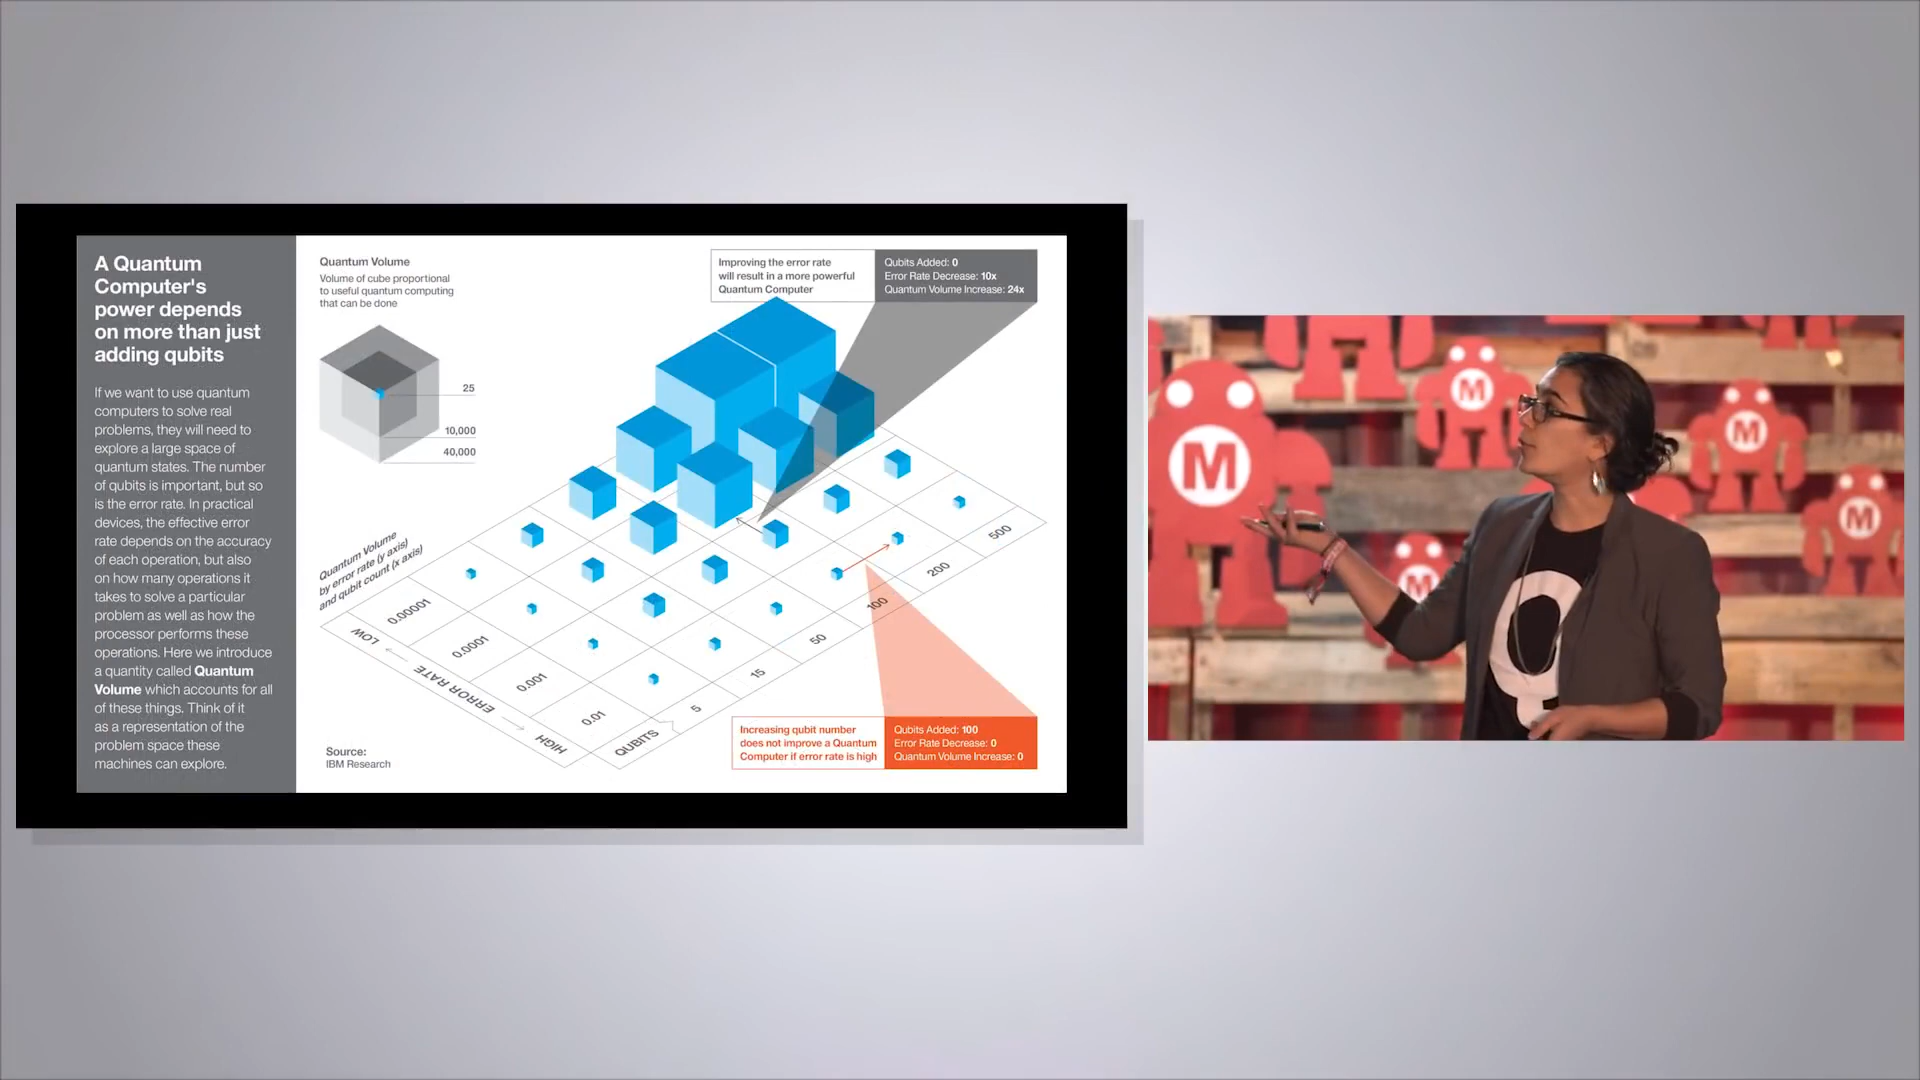 A Quantum
Computer's
power depends
on more than just
adding qubits
If we want to use quantum
computers to solve real
problems, they will need to
explore a large space of
quantum states. The number
of qubits is important, but so
is the error rate. In practical
devices, the effective error
rate depends on the accuracy
of each operation, but also
on how many operations it
takes to solve a particular
problem as well as how the
processor performs these
operations. Here we introduce
a quantity called Quantum
Volume which accounts for all
of these things. Think of it
as a representation of the
problem space these
machines can explore.
Quantum Volume
Volume of cube proportional
to useful quantum computing
that can be done
25
10,000
40,000
Improving the error rate
will result in a more powerful
Quantum Computer
Qubits Added: 0
Error Rate Decrease: 10x
Quantum Volume Increase: 24x
Quantum Volume
by error rate (y axis)
and qubit count (x axis)
0.00001
0.0001
0.001
0.01
LOW
ERROR RATE
HIGH
QUBITS
5
15
50
100
200
500
Increasing qubit number
does not improve a Quantum
Computer if error rate is high
Qubits Added: 100
Error Rate Decrease: 0
Quantum Volume Increase: 0
Source:
IBM Research
M
M
M
M
M
Q